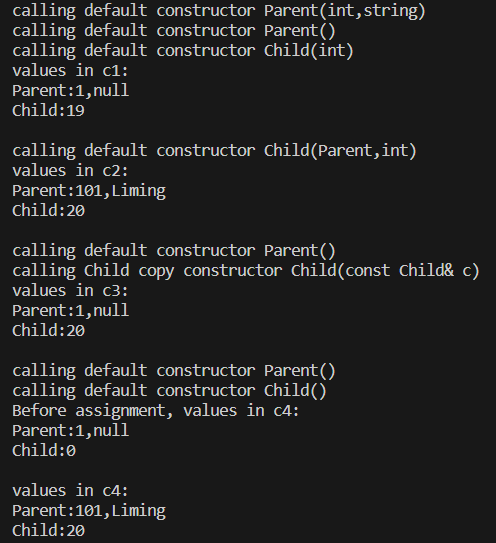 calling default constructor Parent(int,string)
calling default constructor Parent()
calling default constructor Child(int)
values in c1:
Parent:1,null
Child:19
calling default constructor Child(Parent,int)
values in c2:
Parent:101,Liming
Child:20
calling default constructor Parent()
calling Child copy constructor Child(const Child& c)
values in c3:
Parent:1,null
Child:20
calling default constructor Parent()
calling default constructor Child()
Before assignment, values in c4:
Parent:1,null
Child:0
values in c4:
Parent:101,Liming
Child:20